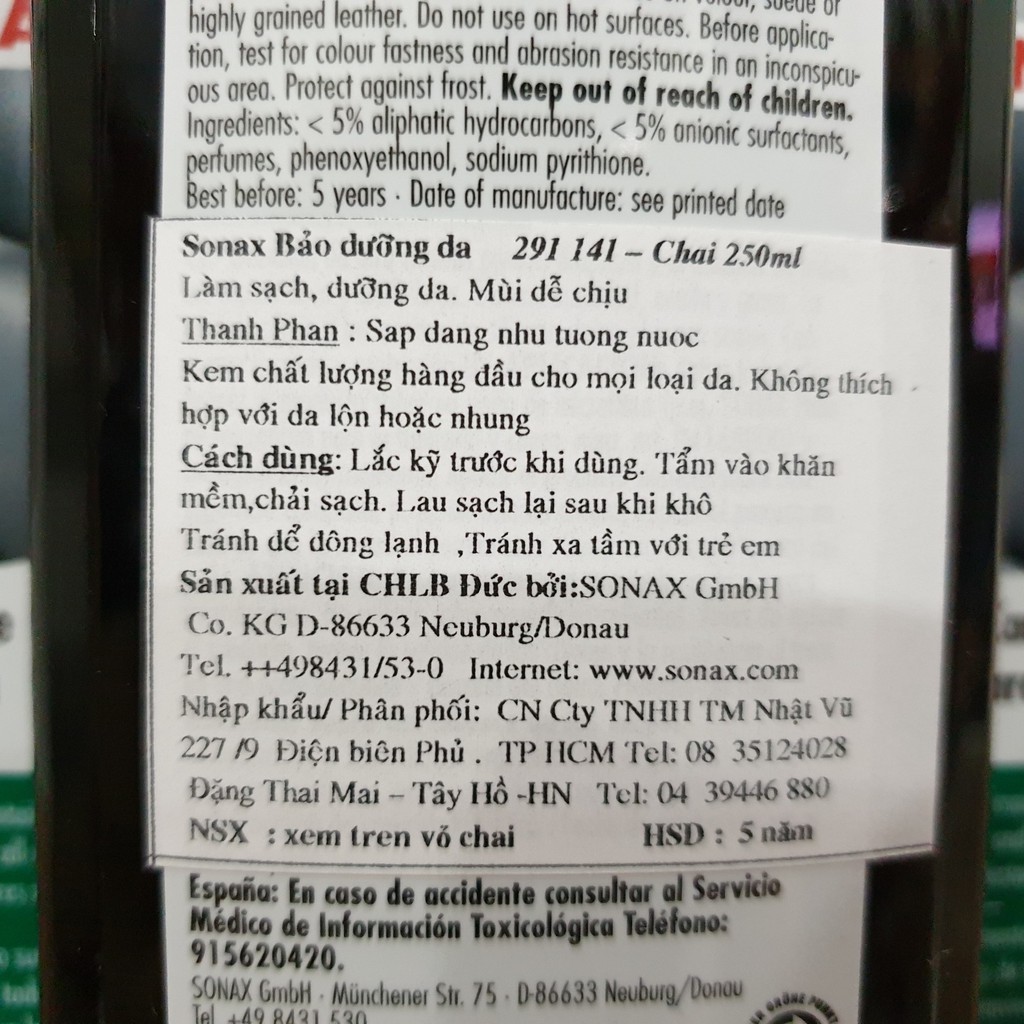 highly grained leather. Do not use on hot surfaces. Before applica-
tion, test for colour fastness and abrasion resistance in an inconspicu-
ous area. Protect against frost. Keep out of reach of children.
Ingredients: < 5% aliphatic hydrocarbons, < 5% anionic surfactants,
perfumes, phenoxyethanol, sodium pyrithione.
Best before: 5 years · Date of manufacture: see printed date
Sonax Bảo dưỡng da 291 141 – Chai 250ml
Làm sạch, dưỡng da. Mùi dễ chịu
Thanh Phan : Sap dang nhu tuong nuoc
Kem chất lượng hàng đầu cho mọi loại da. Không thích
hợp với da lộn hoặc nhung
Cách dùng: Lắc kỹ trước khi dùng. Tẩm vào khăn
mềm,chải sạch. Lau sạch lại sau khi khô
Tránh dể đông lạnh ,Tránh xa tầm với trẻ em
Sản xuất tại CHLB Đức bởi:SONAX GmbH
Co. KG D-86633 Neuburg/Donau
Tel. ++498431/53-0 Internet: www.sonax.com
Nhập khẩu/ Phân phối: CN Cty TNHH TM Nhật Vũ
227 /9 Điện biên Phủ . TP HCM Tel: 08 35124028
Đặng Thai Mai – Tây Hồ -HN Tel: 04 39446 880
NSX : xem tren vỏ chai HSD : 5 năm
España: En caso de accidente consultar al Servicio
Médico de Información Toxicológica Teléfono:
915620420.
SONAX GmbH · Münchener Str. 75 · D-86633 Neuburg/Donau
Tel. +49 8431 530